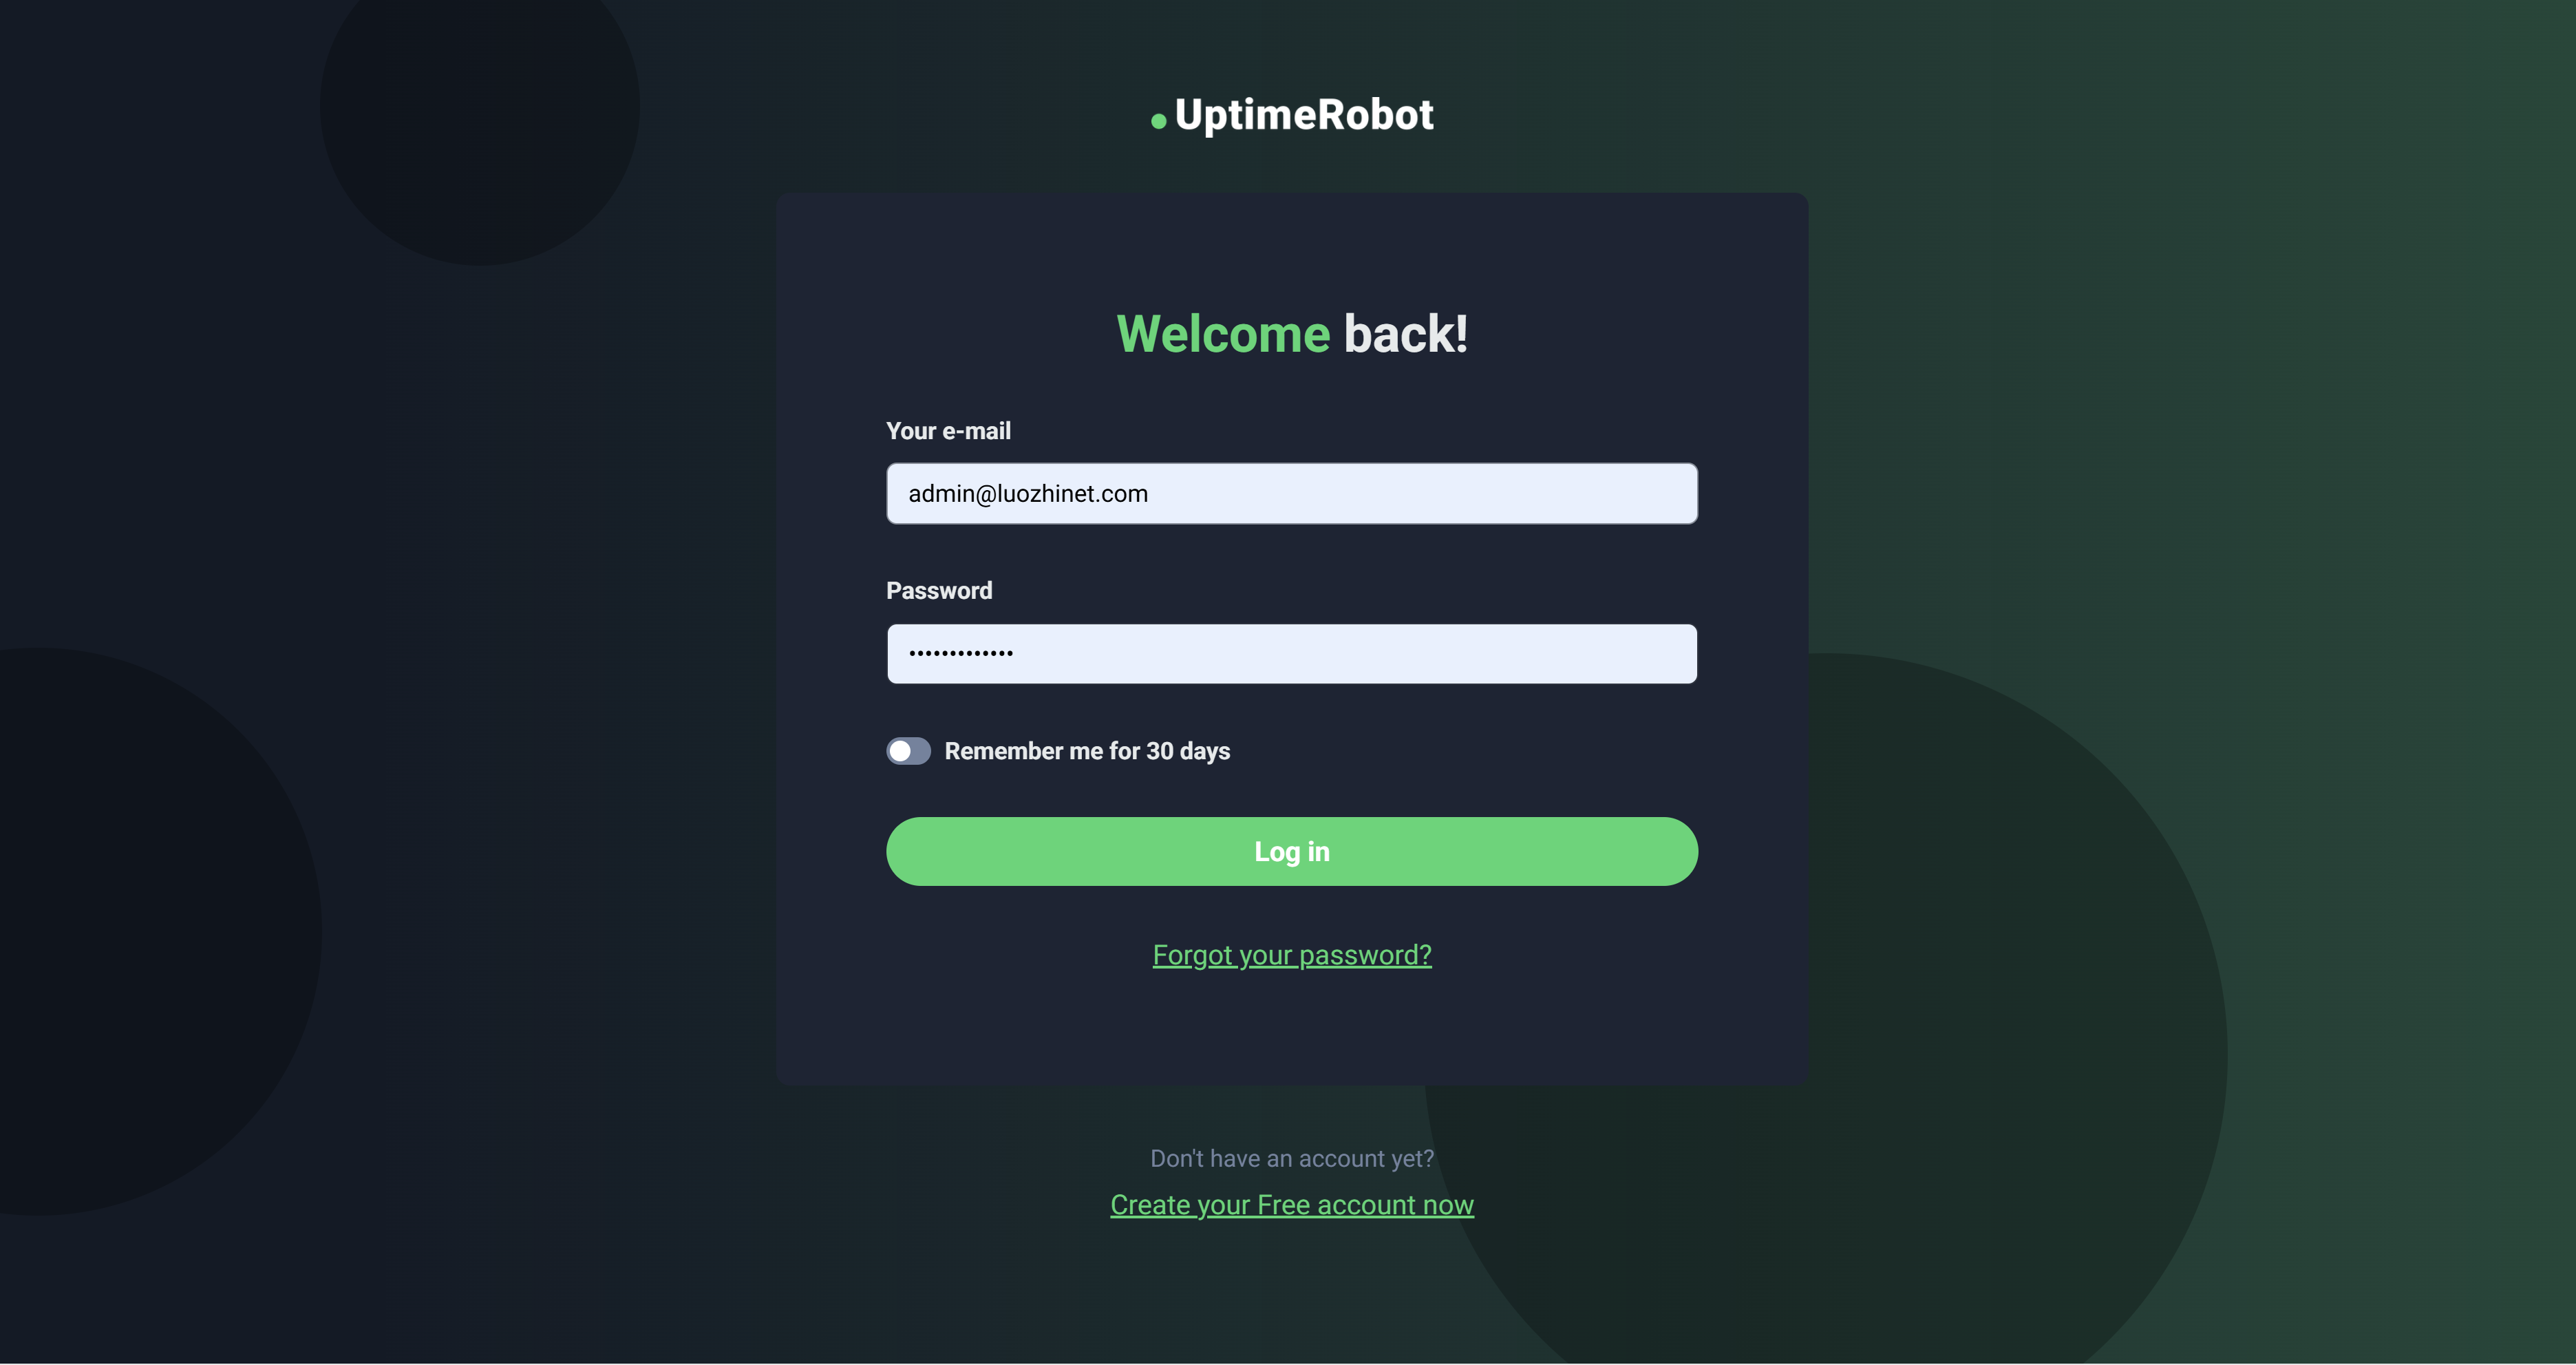 UptimeRobot
Welcome back!
Your e-mail
admin@luozhinet.com
Password
•••••••••••••
Remember me for 30 days
Log in
Forgot your password?
Don't have an account yet?
Create your Free account now